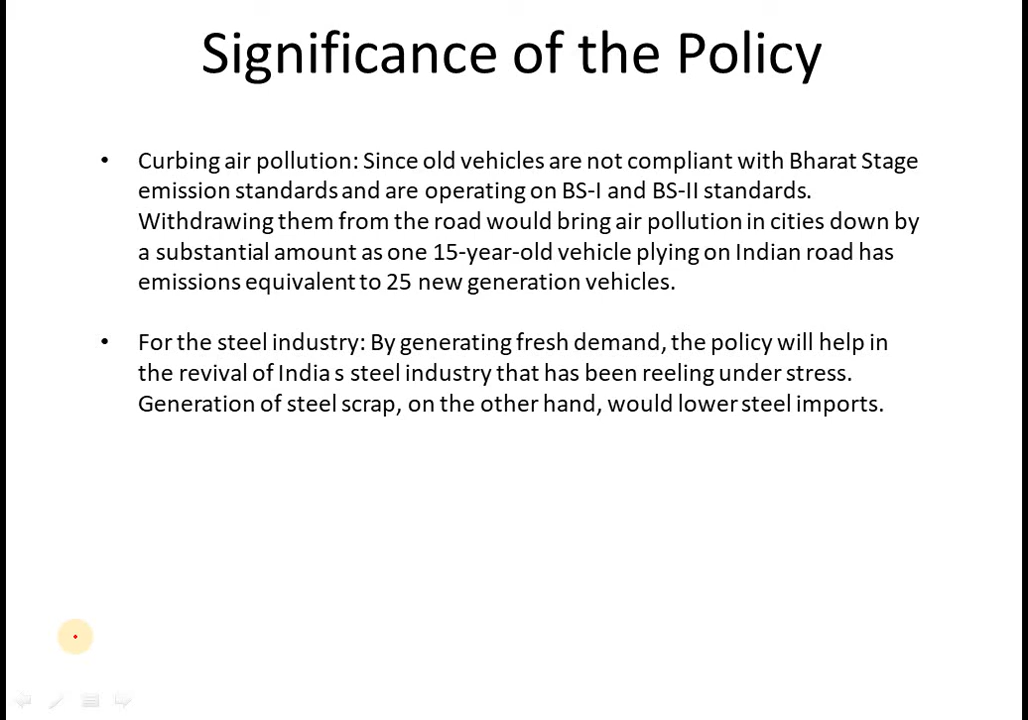 Significance of the Policy
• Curbing air pollution: Since old vehicles are not compliant with Bharat Stage
emission standards and are operating on BS-I and BS-II standards.
Withdrawing them from the road would bring air pollution in cities down by
a substantial amount as one 15-year-old vehicle plying on Indian road has
emissions equivalent to 25 new generation vehicles.
• For the steel industry: By generating fresh demand, the policy will help in
the revival of India s steel industry that has been reeling under stress.
Generation of steel scrap, on the other hand, would lower steel imports.